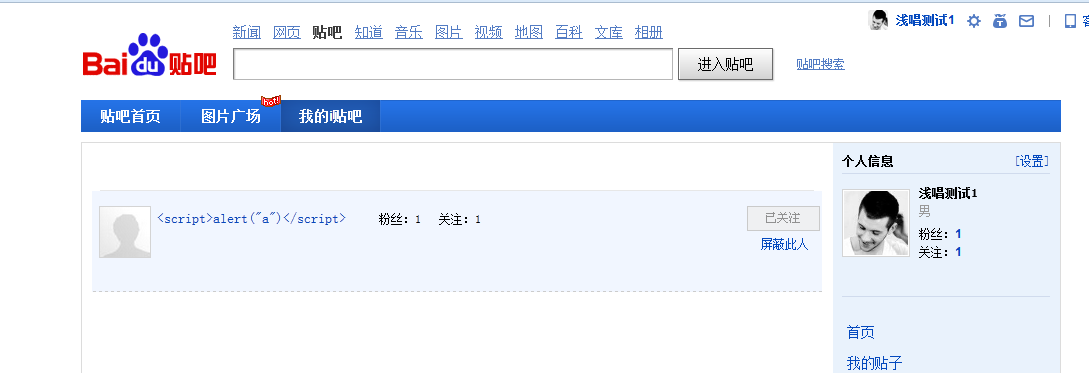 浅唱测试1
新闻 网页 贴吧 知道 音乐 图片 视频 地图 百科 文库 相册
Bai du 贴吧
进入贴吧
贴吧搜索
贴吧首页 图片广场 hot! 我的i贴吧
<script>alert("a")</script> 粉丝：1 关注：1
已关注
屏蔽此人
个人信息 [设置]
浅唱测试1
男
粉丝：1
关注：1
首页
我的贴子